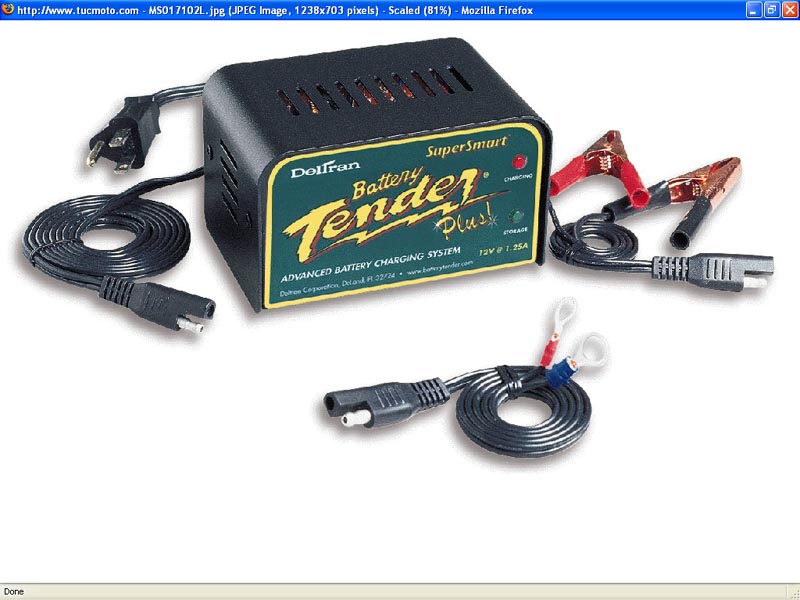 http://www.tucmoto.com - MS017102L.jpg (JPEG Image, 1238x703 pixels) - Scaled (81%) - Mozilla Firefox
SuperSmart™
Deltran
CHARGING
Battery
Tender®
Plus!
STORAGE
ADVANCED BATTERY CHARGING SYSTEM
12V @ 1.25A
Deltran Corporation, DeLand, FL 32724 • www.batterytender.com
Done